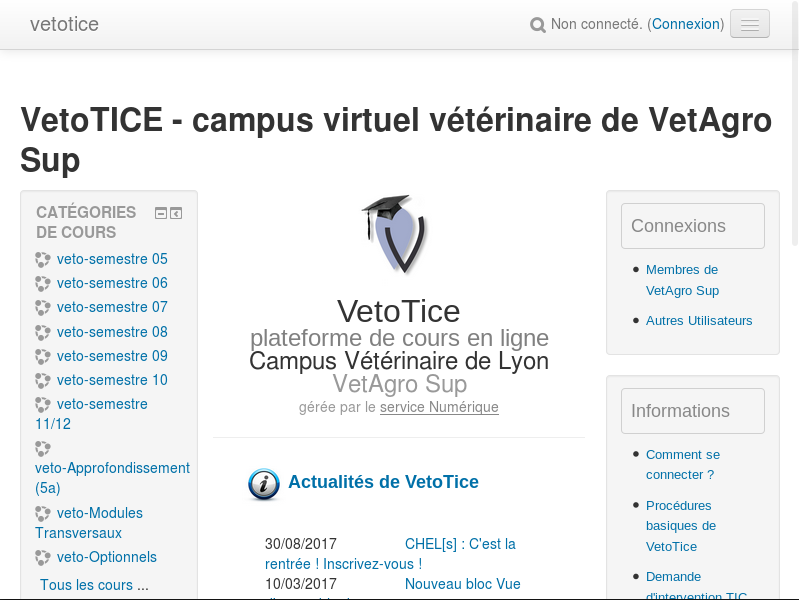 vetotice
Non connecté. (Connexion)
VetoTICE - campus virtuel vétérinaire de VetAgro
Sup
CATÉGORIES
DE COURS
veto-semestre 05
veto-semestre 06
veto-semestre 07
veto-semestre 08
veto-semestre 09
veto-semestre 10
veto-semestre
11/12
veto-Approfondissement
(5a)
veto-Modules
Transversaux
veto-Optionnels
Tous les cours ...
VetoTice
plateforme de cours en ligne
Campus Vétérinaire de Lyon
VetAgro Sup
gérée par le service Numérique
Actualités de VetoTice
30/08/2017 CHEL[s] : C'est la
rentrée ! Inscrivez-vous !
10/03/2017 Nouveau bloc Vue
Connexions
Membres de
VetAgro Sup
Autres Utilisateurs
Informations
Comment se
connecter ?
Procédures
basiques de
VetoTice
Demande
d'intervention TIC